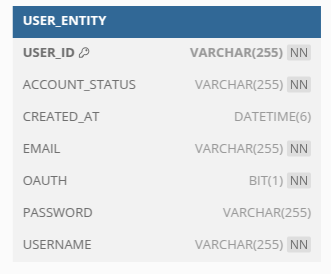 USER_ENTITY
USER_ID VARCHAR(255) NN
ACCOUNT_STATUS VARCHAR(255) NN
CREATED_AT DATETIME(6)
EMAIL VARCHAR(255) NN
OAUTH BIT(1) NN
PASSWORD VARCHAR(255)
USERNAME VARCHAR(255) NN